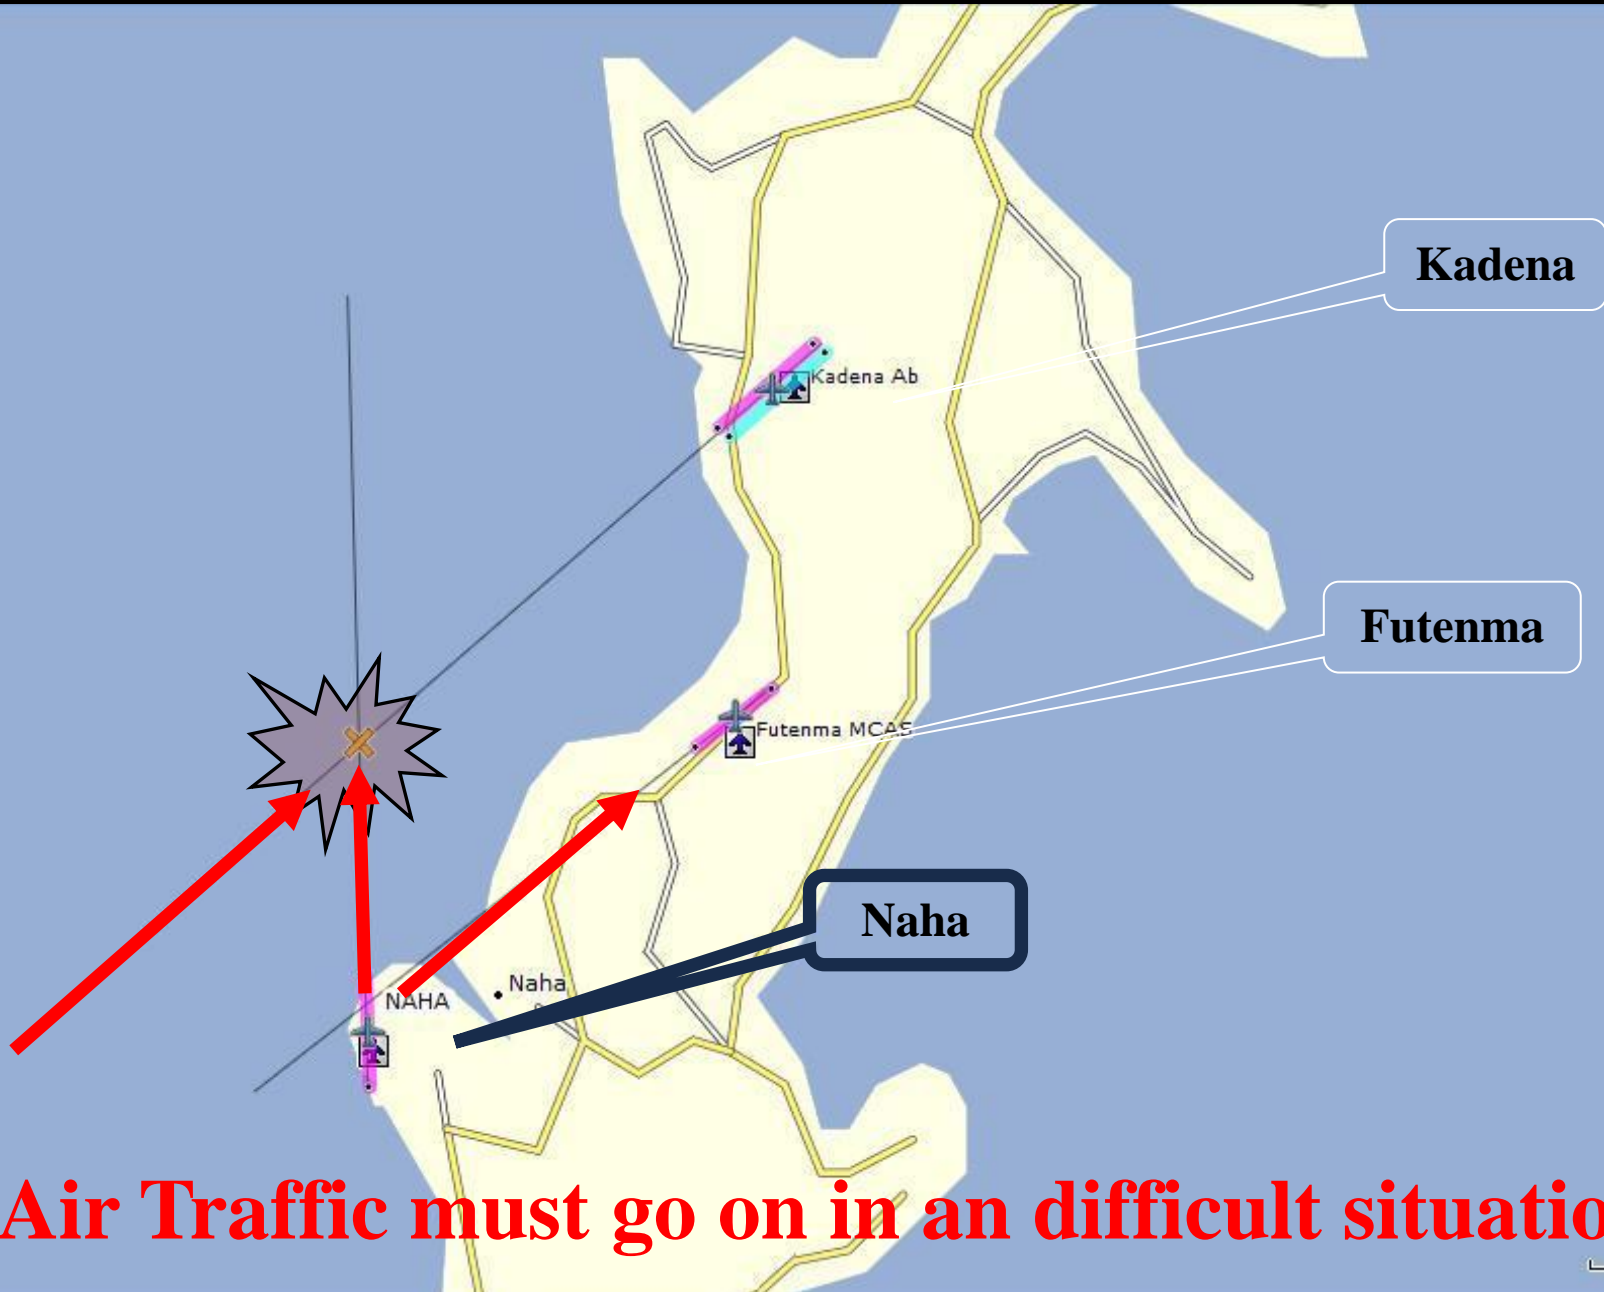 Kadena
Kadena Ab
Futenma
Futenma MCAS
Naha
Naha
NAHA
Air Traffic must go on in an difficult situatio